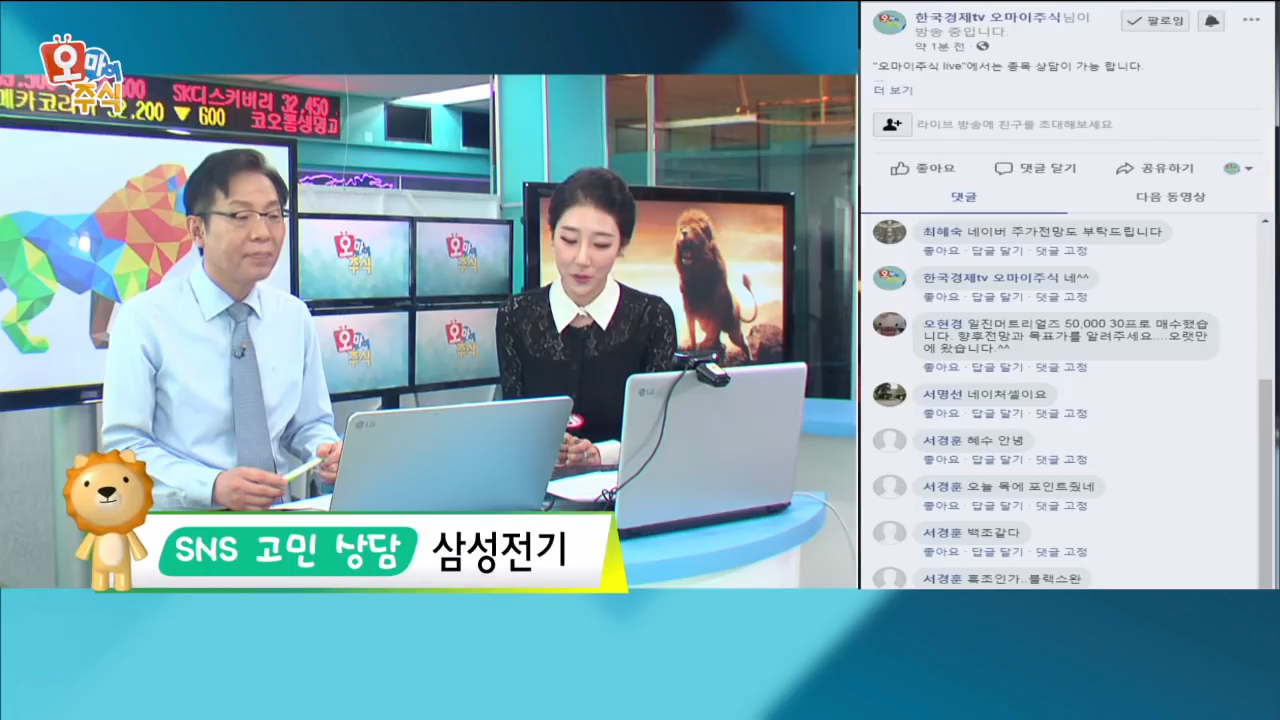 오마이
주식
SK디스커버리 32,450
메카코리아 32,200 ▼ 600
코오롱생명고
오마이
주식
오마이
주식
오마이
주식
오마이
주식
LG
LG
SNS 고민 상담 삼성전기
한국경제tv 오마이주식님이
방송 중입니다.
약 1분 전 ·
팔로잉
"오마이주식 live"에서는 종목 상담이 가능 합니다.
...
더 보기
라이브 방송에 친구를 초대해보세요
좋아요 댓글 달기 공유하기
댓글 다음 동영상
최혜숙 네이버 주가전망도 부탁드립니다
좋아요 · 답글 달기 · 댓글 고정
한국경제tv 오마이주식 네^^
좋아요 · 답글 달기 · 댓글 고정
오현경 일진머트리얼즈 50,000 30프로 매수했습
니다. 향후전망과 목표가를 알려주세요....오랫만
에 왔습니다.^^
좋아요 · 답글 달기 · 댓글 고정
서명선 네이처셀이요
좋아요 · 답글 달기 · 댓글 고정
서경훈 혜수 안녕
좋아요 · 답글 달기 · 댓글 고정
서경훈 오늘 목에 포인트줬네
좋아요 · 답글 달기 · 댓글 고정
서경훈 백조같다
좋아요 · 답글 달기 · 댓글 고정
서경훈 흑조인가..블랙스완